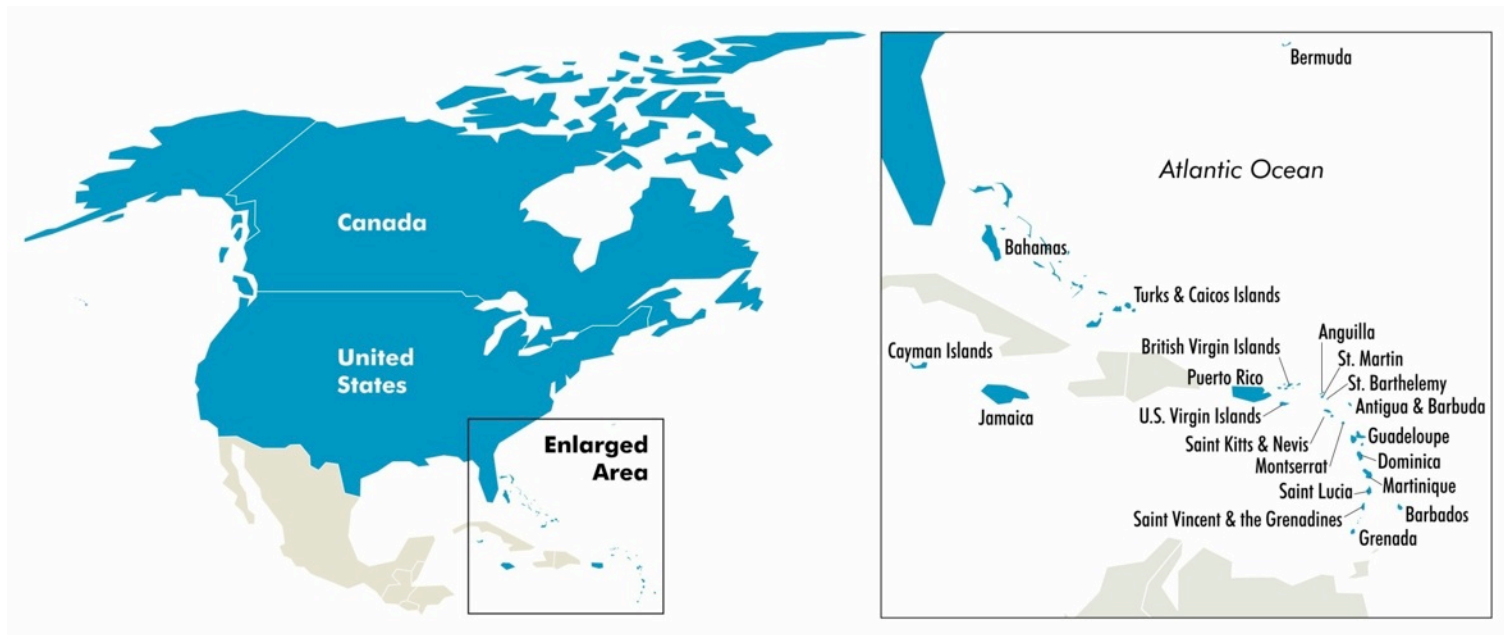 Canada
United
States
Enlarged
Area
Bermuda
Atlantic Ocean
Bahamas
Turks & Caicos Islands
Anguilla
British Virgin Islands
Cayman Islands
St. Martin
Puerto Rico
St. Barthelemy
Antigua & Barbuda
Jamaica
U.S. Virgin Islands
Saint Kitts & Nevis
Guadeloupe
Montserrat
Dominica
Martinique
Saint Lucia
Saint Vincent & the Grenadines
Barbados
Grenada